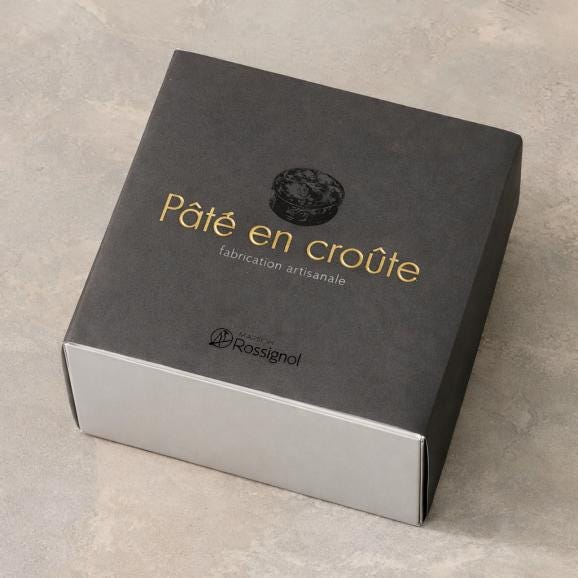 Pâté en croûte
fabrication artisanale
MAISON
Rossignol